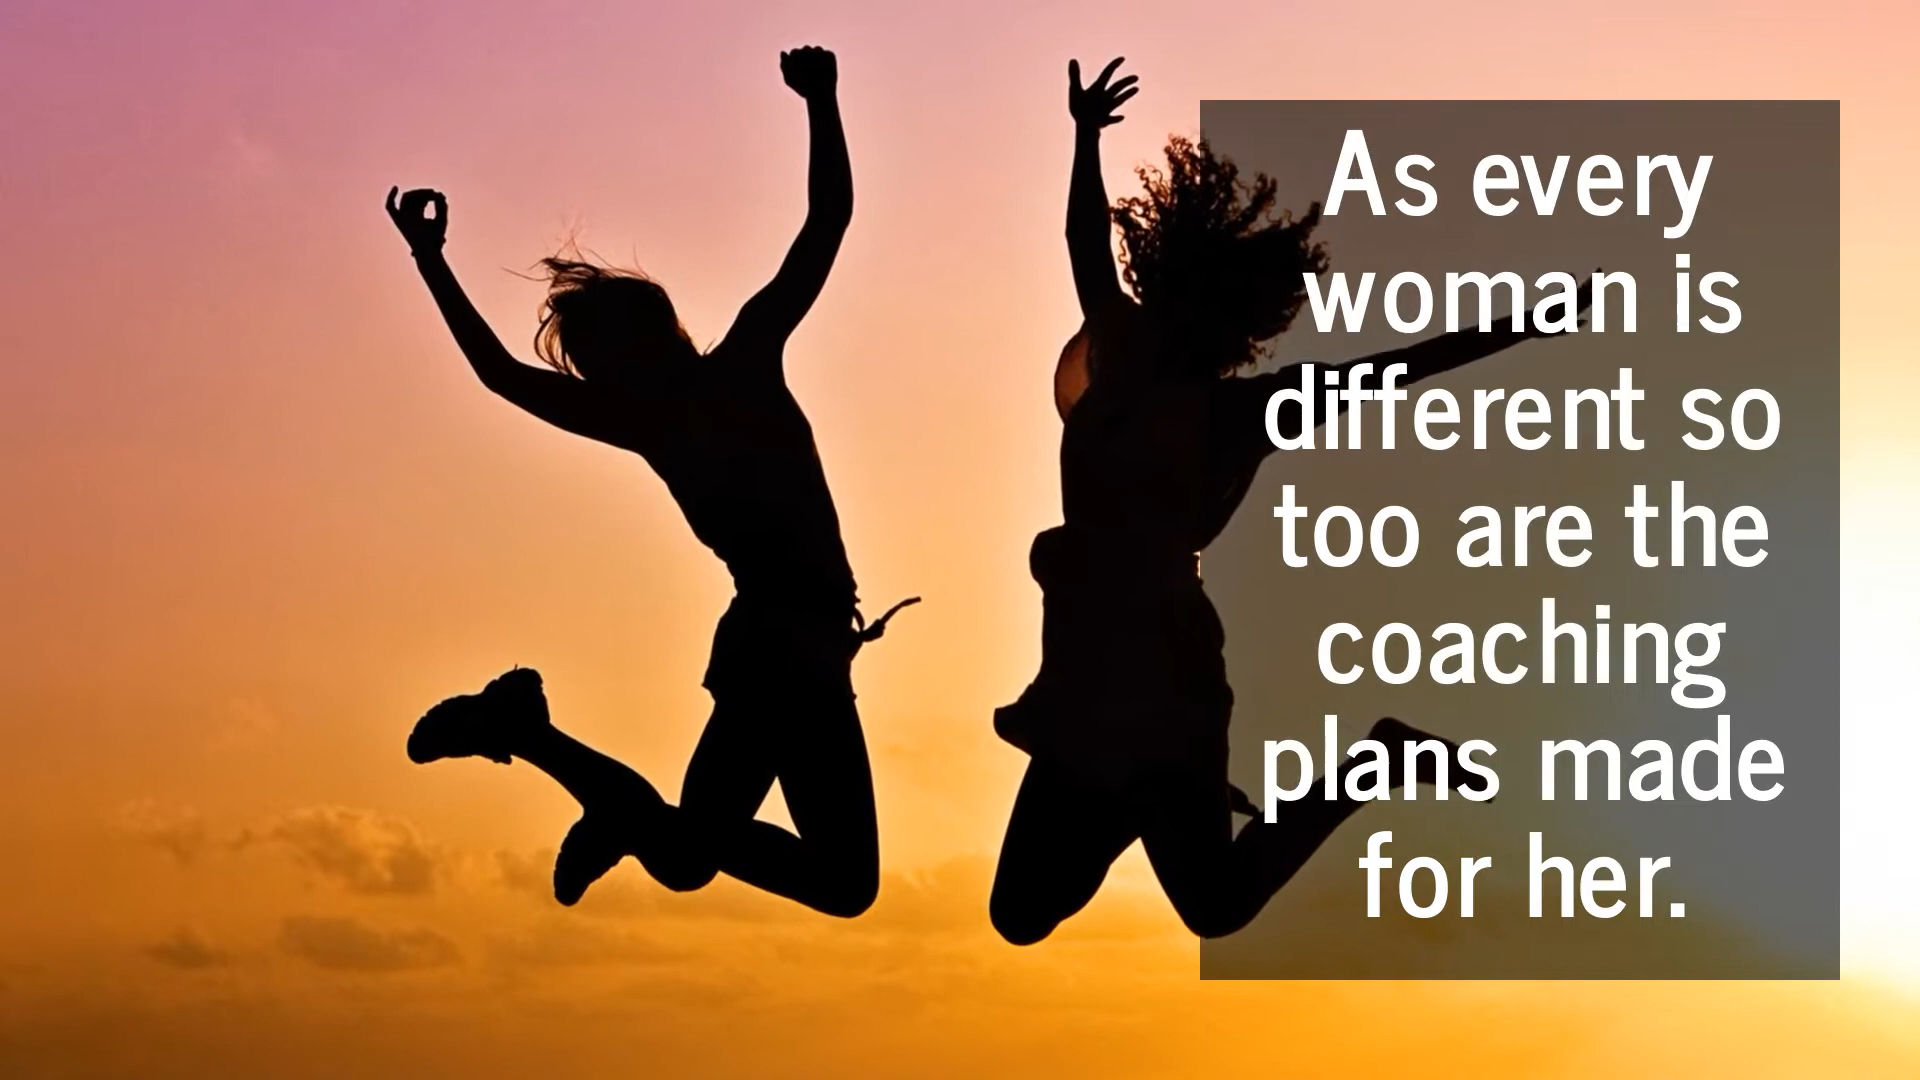 As every
woman is
different so
too are the
coaching
plans made
for her.